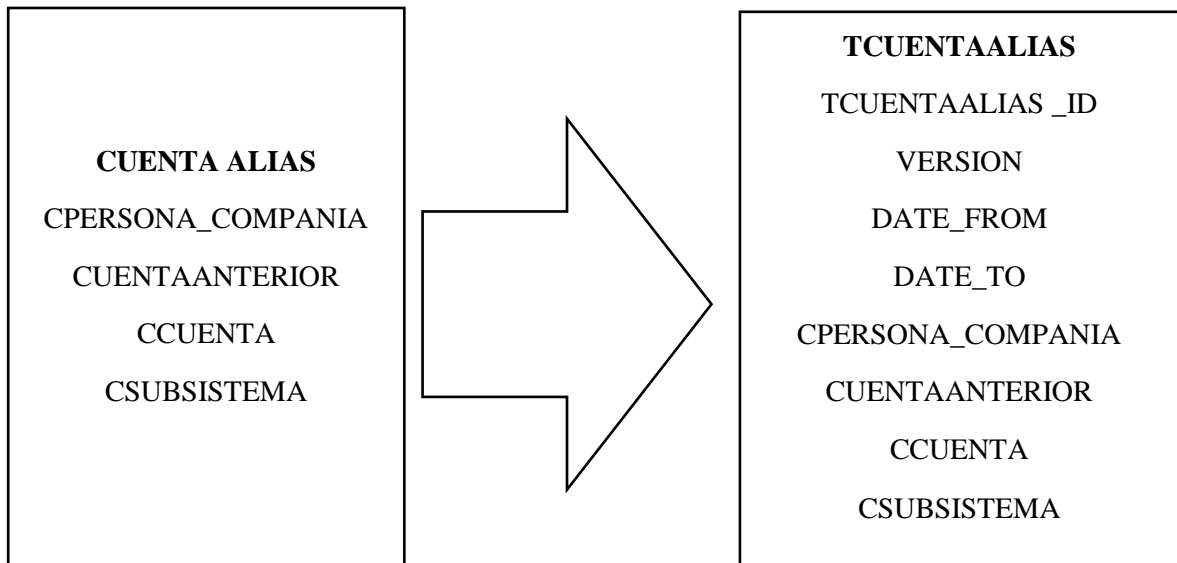 CUENTA ALIAS
CPERSONA_COMPANIA
CUENTAANTERIOR
CCUENTA
CSUBSISTEMA
TCUENTAALIAS
TCUENTAALIAS _ID
VERSION
DATE_FROM
DATE_TO
CPERSONA_COMPANIA
CUENTAANTERIOR
CCUENTA
CSUBSISTEMA